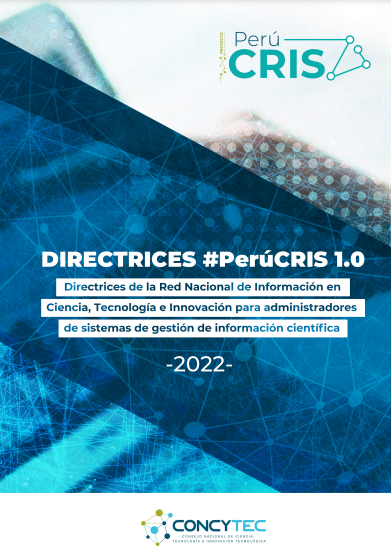 PROYECTO
Perú
CRIS
DIRECTRICES #PerúCRIS 1.0
Directrices de la Red Nacional de Información en
Ciencia, Tecnología e Innovación para administradores
de sistemas de gestión de información científica
-2022-
CONCYTEC
CONSEJO NACIONAL DE CIENCIA,
TECNOLOGÍA E INNOVACIÓN TECNOLÓGICA